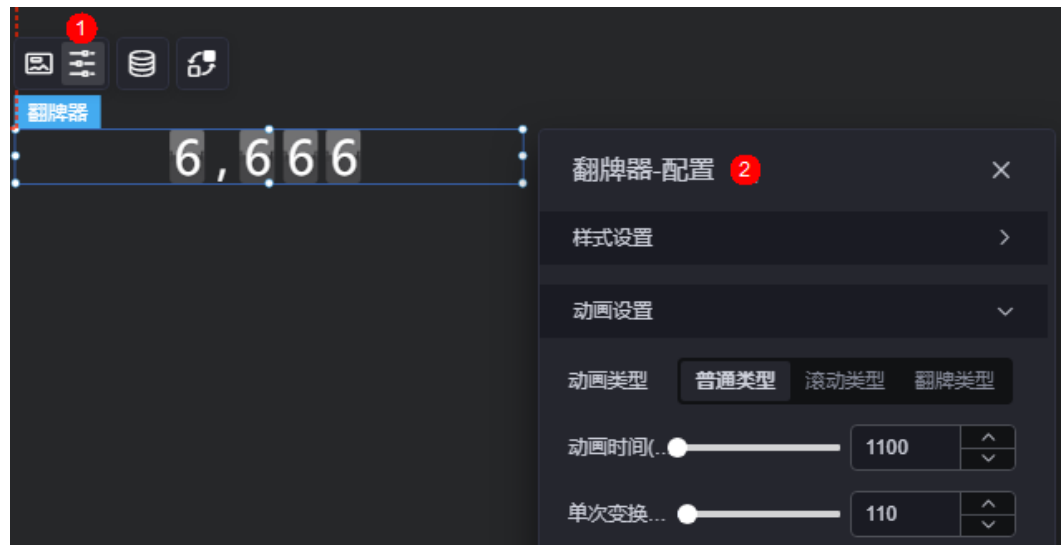 1
翻牌器
6,666
翻牌器-配置 2
样式设置
动画设置
动画类型 普通类型 滚动类型 翻牌类型
动画时间(... 1100
单次变换... 110